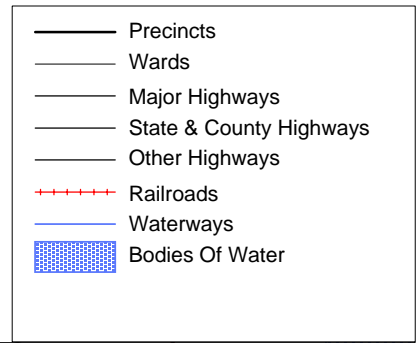 Precincts
Wards
Major Highways
State & County Highways
Other Highways
Railroads
Waterways
Bodies Of Water